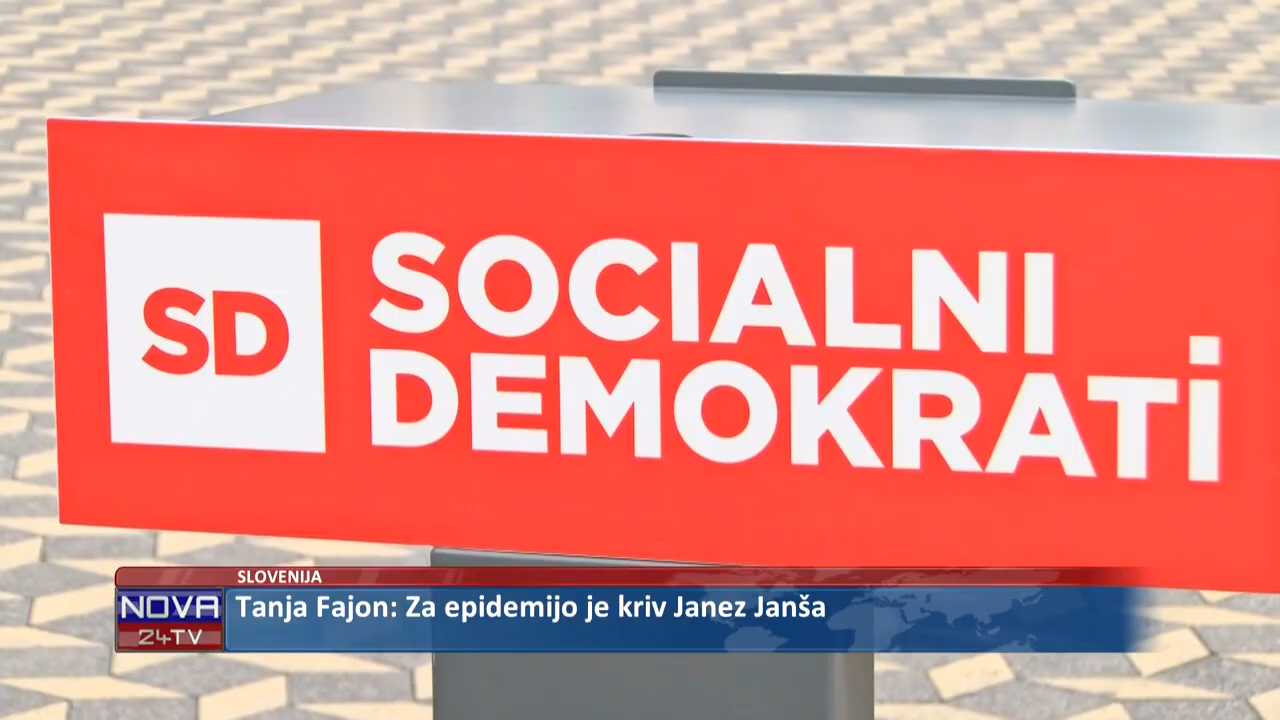 SD
SOCIALNI
DEMOKRATI
SLOVENIJA
NOVA
24TV
Tanja Fajon: Za epidemijo je kriv Janez Janša